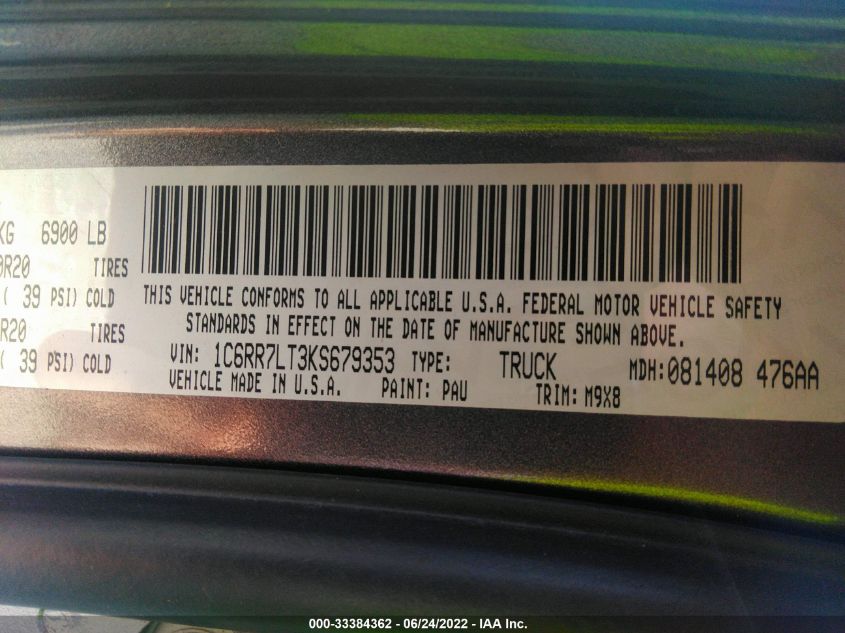 KG 6900 LB
0R20 TIRES
( 39 PSI) COLD
R20 TIRES
( 39 PSI) COLD
THIS VEHICLE CONFORMS TO ALL APPLICABLE U.S.A. FEDERAL MOTOR VEHICLE SAFETY
STANDARDS IN EFFECT ON THE DATE OF MANUFACTURE SHOWN ABOVE.
VIN: 1C6RR7LT3KS679353 TYPE: TRUCK MDH: 081408 476AA
VEHICLE MADE IN U.S.A. PAINT: PAU TRIM: M9X8
000-33384362 - 06/24/2022 - IAA Inc.